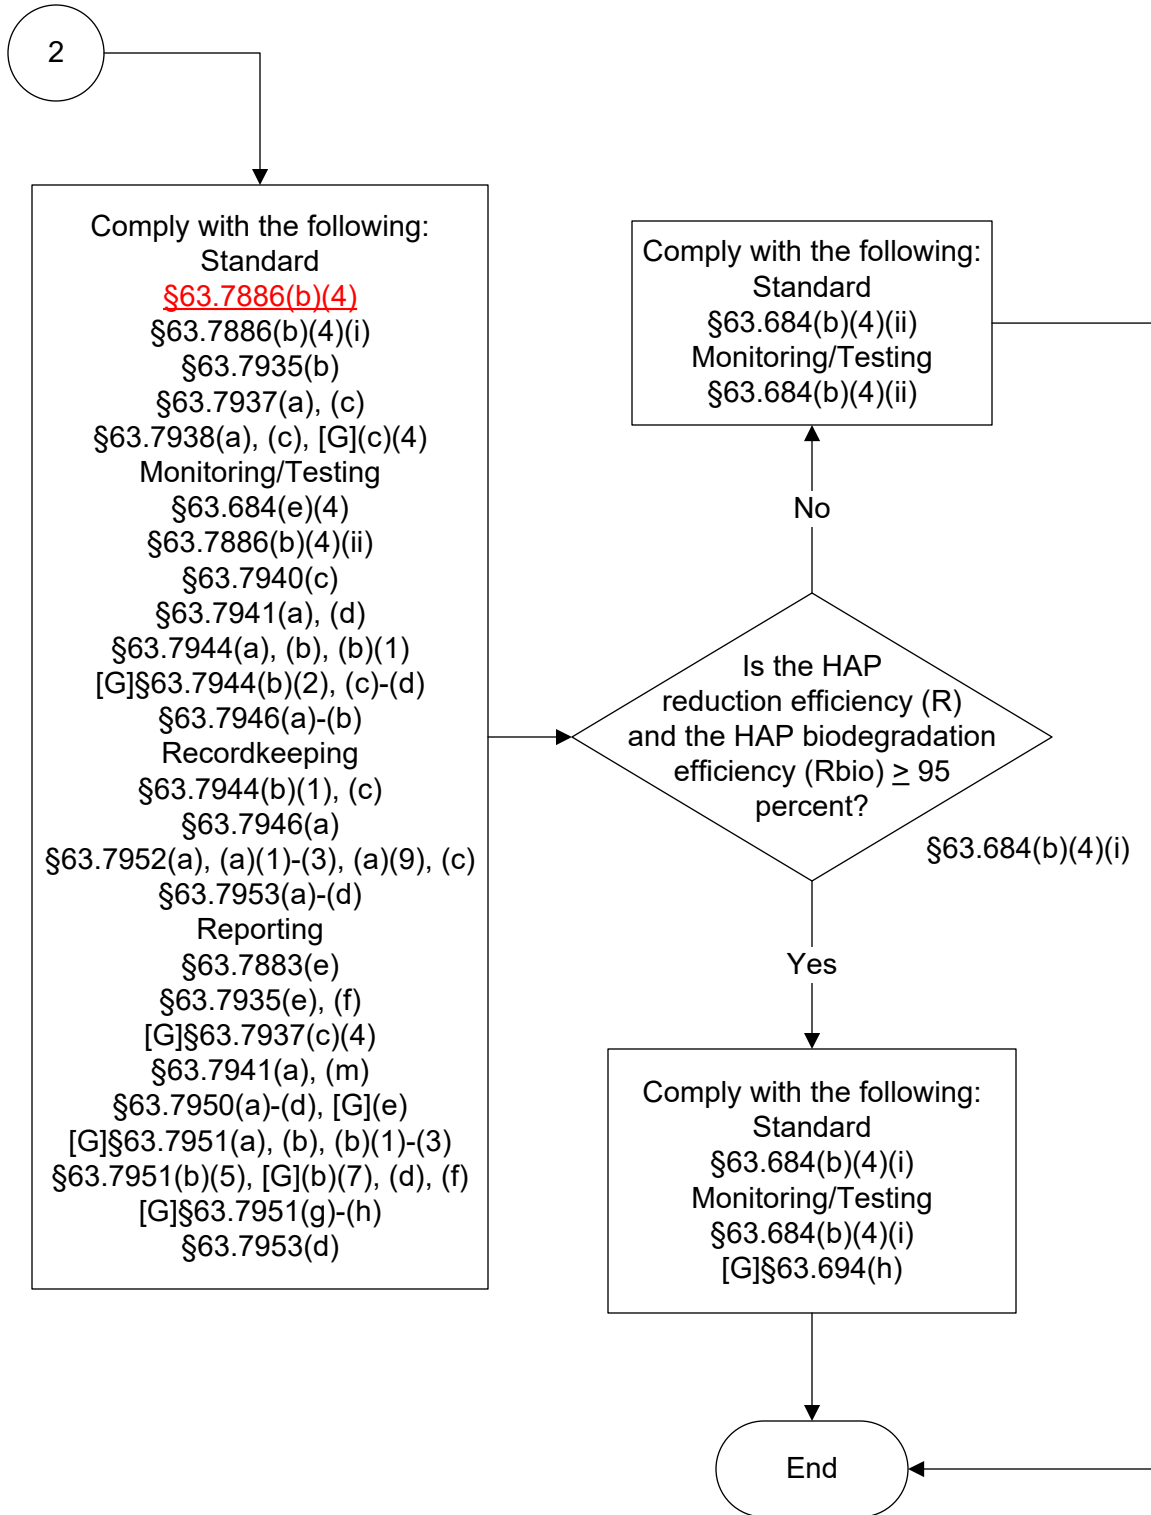 2
Comply with the following:
Standard
§63.7886(b)(4)
§63.7886(b)(4)(i)
§63.7935(b)
§63.7937(a), (c)
§63.7938(a), (c), [G](c)(4)
Monitoring/Testing
§63.684(e)(4)
§63.7886(b)(4)(ii)
§63.7940(c)
§63.7941(a), (d)
§63.7944(a), (b), (b)(1)
[G]§63.7944(b)(2), (c)-(d)
§63.7946(a)-(b)
Recordkeeping
§63.7944(b)(1), (c)
§63.7946(a)
§63.7952(a), (a)(1)-(3), (a)(9), (c)
§63.7953(a)-(d)
Reporting
§63.7883(e)
§63.7935(e), (f)
[G]§63.7937(c)(4)
§63.7941(a), (m)
§63.7950(a)-(d), [G](e)
[G]§63.7951(a), (b), (b)(1)-(3)
§63.7951(b)(5), [G](b)(7), (d), (f)
[G]§63.7951(g)-(h)
§63.7953(d)
Comply with the following:
Standard
§63.684(b)(4)(ii)
Monitoring/Testing
§63.684(b)(4)(ii)
No
Is the HAP
reduction efficiency (R)
and the HAP biodegradation
efficiency (Rbio) ≥ 95
percent?
§63.684(b)(4)(i)
Yes
Comply with the following:
Standard
§63.684(b)(4)(i)
Monitoring/Testing
§63.684(b)(4)(i)
[G]§63.694(h)
End